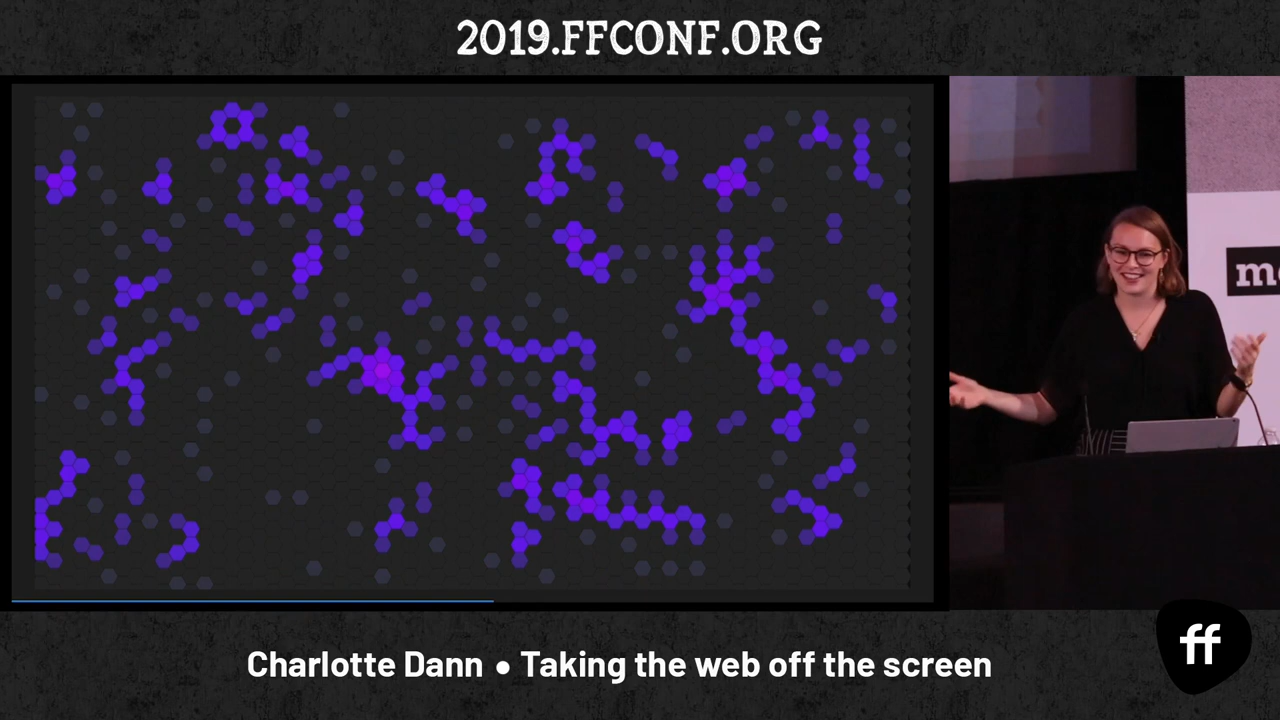 2019.FFCONF.ORG
Charlotte Dann • Taking the web off the screen
ff